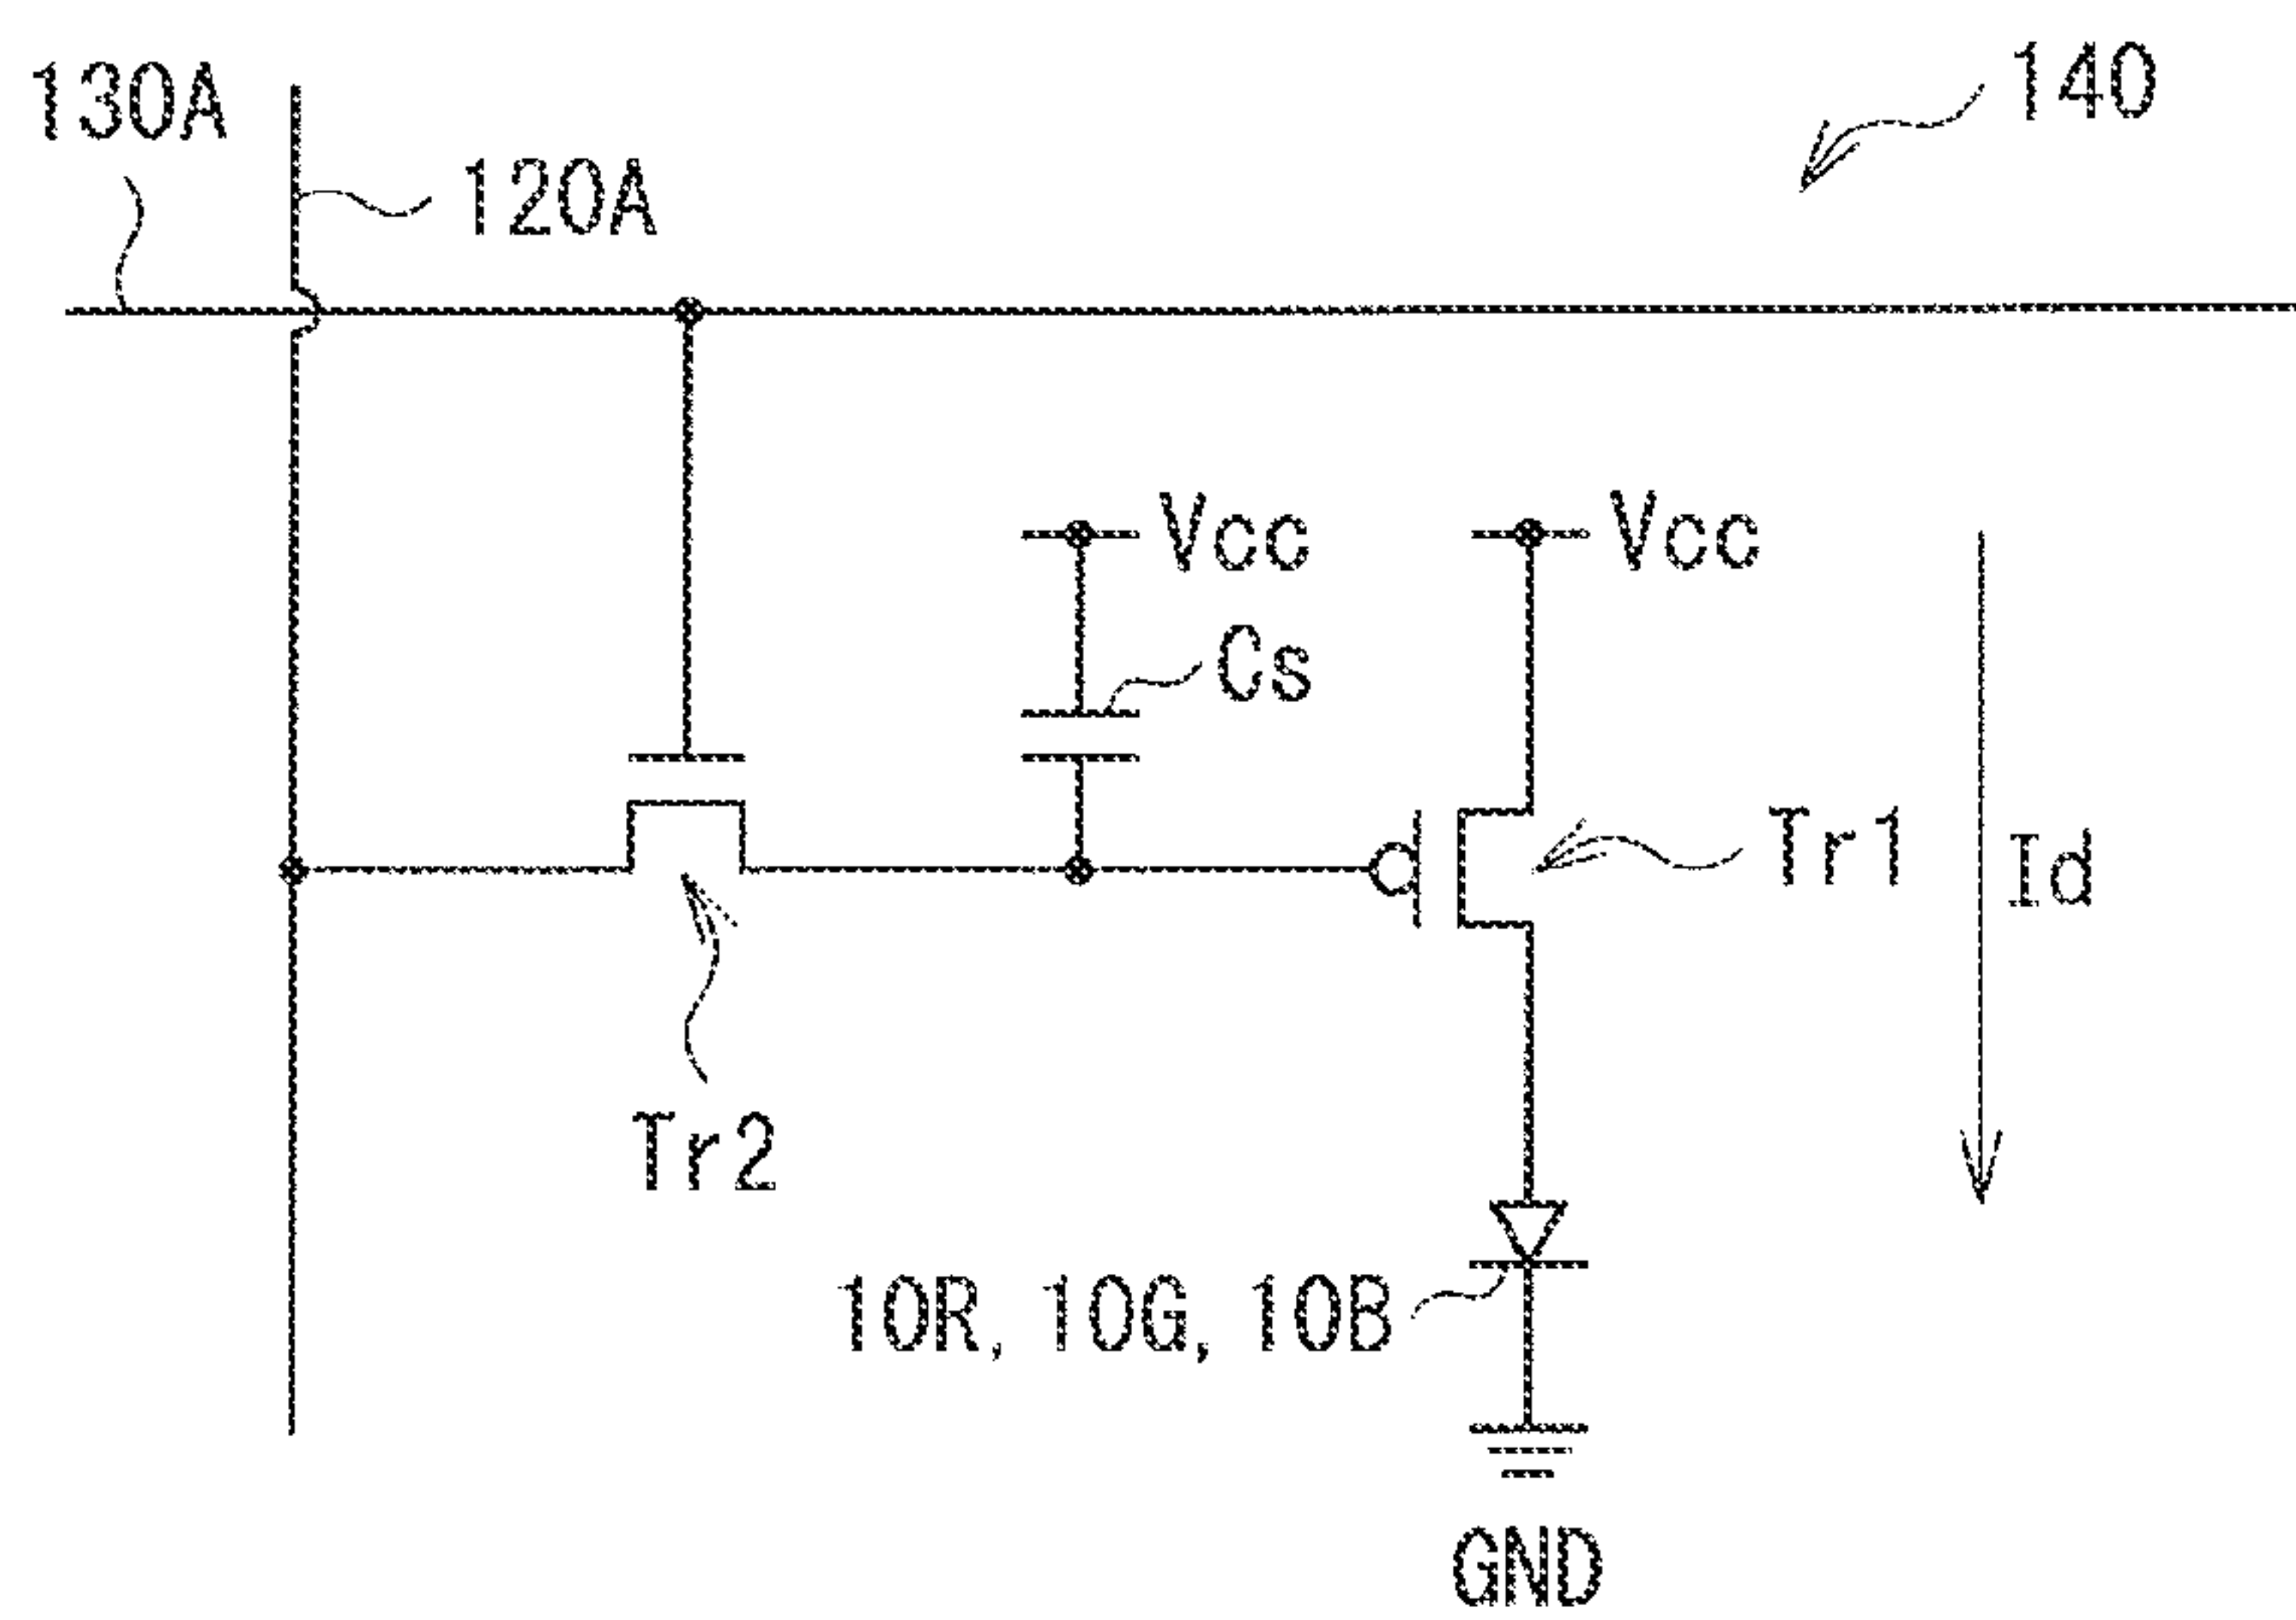 140
130A
120A
Vcc
Vcc
Cs
Tr1
Id
Tr2
10R, 10G, 10B
GND